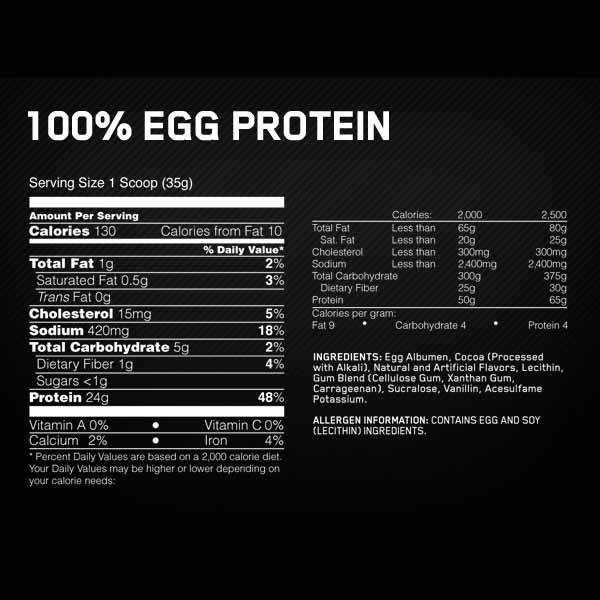 100% EGG PROTEIN
Serving Size 1 Scoop (35g)
Amount Per Serving
Calories 130 Calories from Fat 10
% Daily Value*
Total Fat 1g 2%
Saturated Fat 0.5g 3%
Trans Fat 0g
Cholesterol 15mg 5%
Sodium 420mg 18%
Total Carbohydrate 5g 2%
Dietary Fiber 1g 4%
Sugars <1g
Protein 24g 48%
Vitamin A 0% • Vitamin C 0%
Calcium 2% • Iron 4%
* Percent Daily Values are based on a 2,000 calorie diet.
Your Daily Values may be higher or lower depending on
your calorie needs:
Calories: 2,000 2,500
Total Fat Less than 65g 80g
Sat. Fat Less than 20g 25g
Cholesterol Less than 300mg 300mg
Sodium Less than 2,400mg 2,400mg
Total Carbohydrate 300g 375g
Dietary Fiber 25g 30g
Protein 50g 65g
Calories per gram:
Fat 9 • Carbohydrate 4 • Protein 4
INGREDIENTS: Egg Albumen, Cocoa (Processed
with Alkali), Natural and Artificial Flavors, Lecithin,
Gum Blend (Cellulose Gum, Xanthan Gum,
Carrageenan), Sucralose, Vanillin, Acesulfame
Potassium.
ALLERGEN INFORMATION: CONTAINS EGG AND SOY
(LECITHIN) INGREDIENTS.